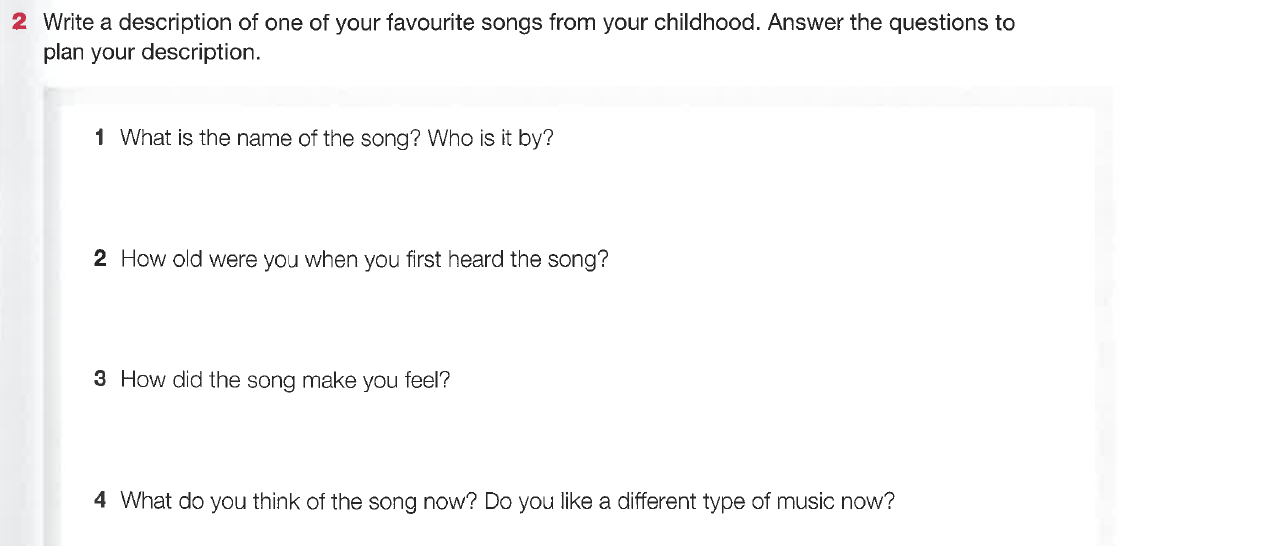 2 Write a description of one of your favourite songs from your childhood. Answer the questions to
plan your description.
1 What is the name of the song? Who is it by?
2 How old were you when you first heard the song?
3 How did the song make you feel?
4 What do you think of the song now? Do you like a different type of music now?